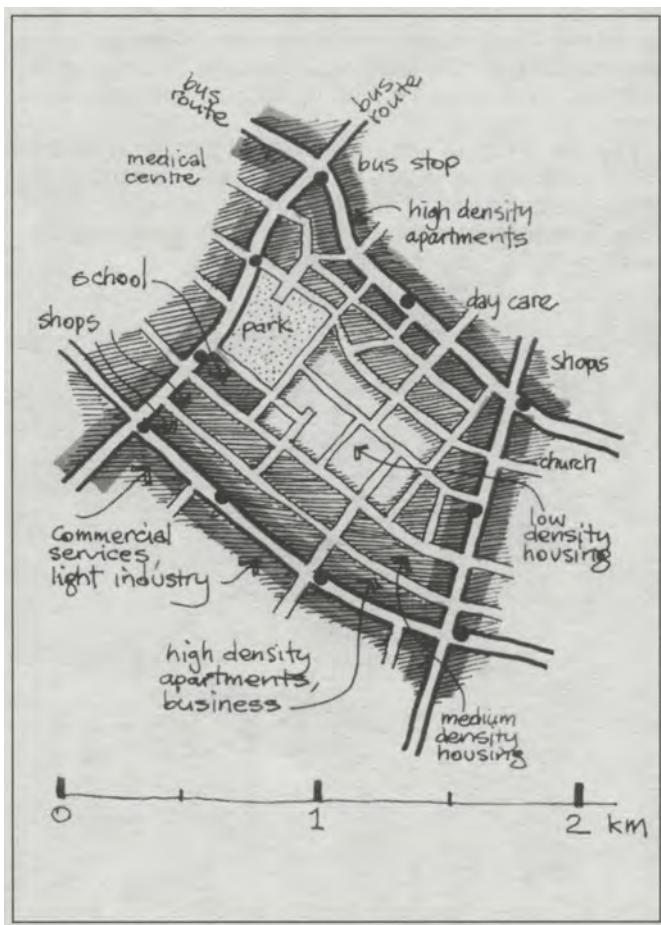 bus
route
bus
route
medical
centre
bus stop
high density
apartments
school
day care
shops
park
shops
church
low
density
housing
commercial
services
light industry
high density
apartments,
business
medium
density
housing
0
1
2 km